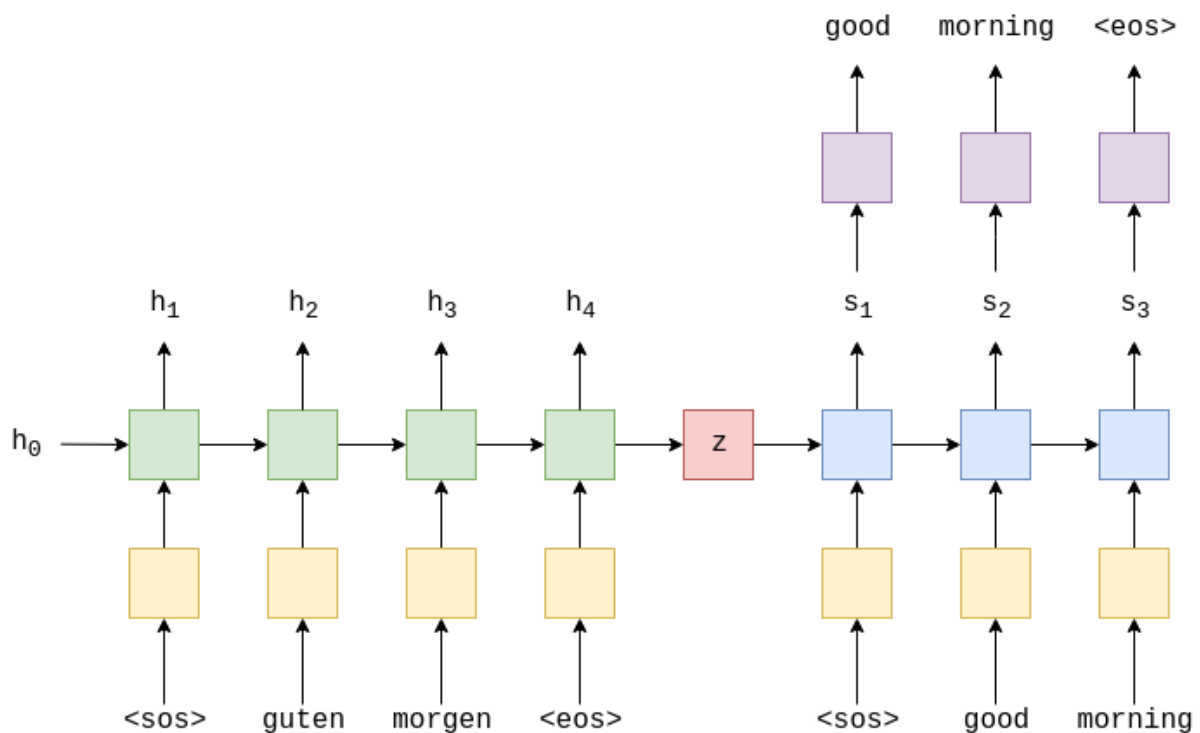 good morning <eos>
h₁ h₂ h₃ h₄ s₁ s₂ s₃
h₀ z
<sos> guten morgen <eos> <sos> good morning